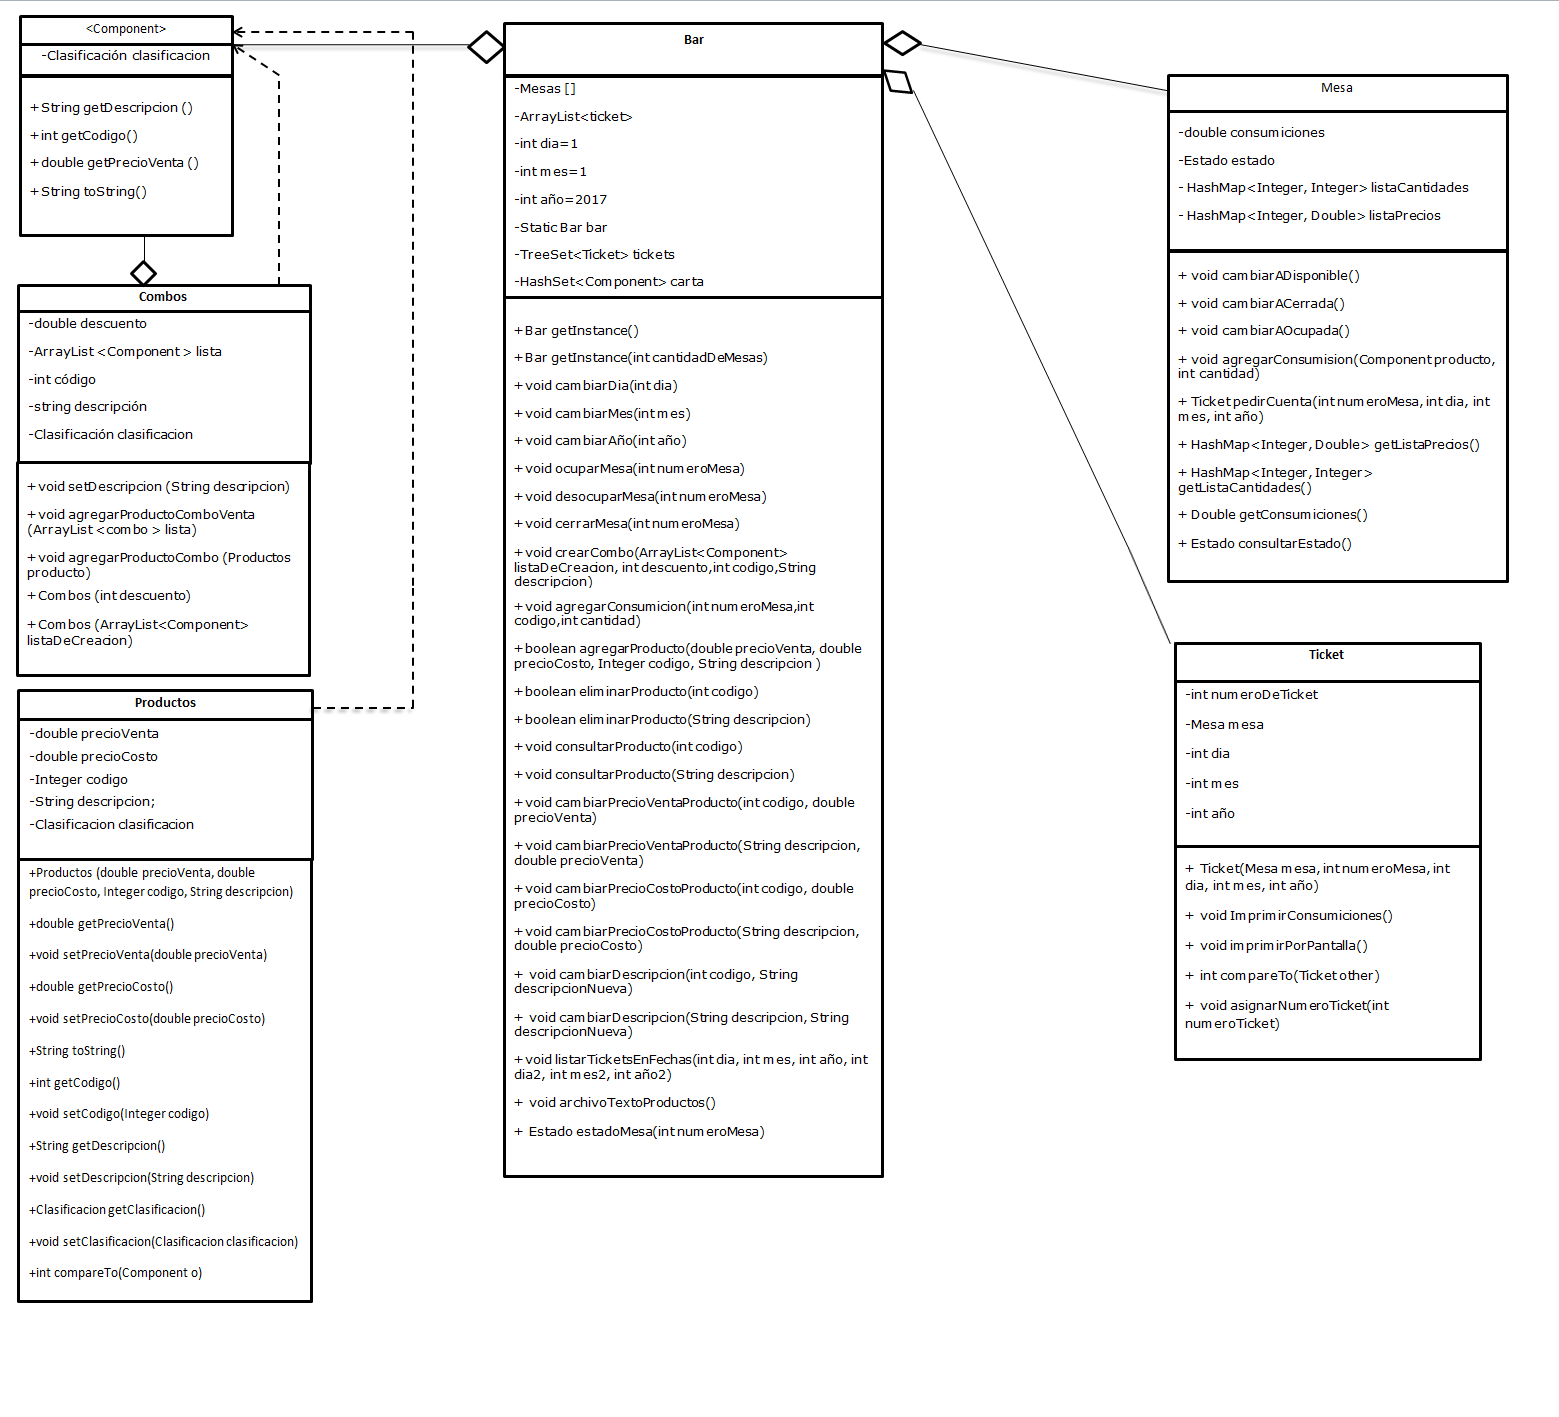 <Component>
-Clasificación clasificacion
+String getDescripcion ()
+int getCodigo()
+double getPrecioVenta ()
+String toString()
Combos
-double descuento
-ArrayList <Component > lista
-int código
-string descripción
-Clasificación clasificacion
+void setDescripcion (String descripcion)
+void agregarProductoComboVenta
(ArrayList <combo > lista)
+void agregarProductoCombo (Productos
producto)
+Combos (int descuento)
+Combos (ArrayList<Component>
listaDeCreacion)
Productos
-double precioVenta
-double precioCosto
-Integer codigo
-String descripcion;
-Clasificacion clasificacion
+Productos (double precioVenta, double
precioCosto, Integer codigo, String descripcion)
+double getPrecioVenta()
+void setPrecioVenta(double precioVenta)
+double getPrecioCosto()
+void setPrecioCosto(double precioCosto)
+String toString()
+int getCodigo()
+void setCodigo(Integer codigo)
+String getDescripcion()
+void setDescripcion(String descripcion)
+Clasificacion getClasificacion()
+void setClasificacion(Clasificacion clasificacion)
+int compareTo(Component o)
Bar
-Mesas []
-ArrayList<ticket>
-int dia=1
-int mes=1
-int año=2017
-Static Bar bar
-TreeSet<Ticket> tickets
-HashSet<Component> carta
+Bar getInstance()
+Bar getInstance(int cantidadDeMesas)
+void cambiarDia(int dia)
+void cambiarMes(int mes)
+void cambiarAño(int año)
+void ocuparMesa(int numeroMesa)
+void desocuparMesa(int numeroMesa)
+void cerrarMesa(int numeroMesa)
+void crearCombo(ArrayList<Component>
listaDeCreacion, int descuento,int codigo,String
descripcion)
+void agregarConsumicion(int numeroMesa,int
codigo,int cantidad)
+boolean agregarProducto(double precioVenta, double
precioCosto, Integer codigo, String descripcion )
+boolean eliminarProducto(int codigo)
+boolean eliminarProducto(String descripcion)
+void consultarProducto(int codigo)
+void consultarProducto(String descripcion)
+void cambiarPrecioVentaProducto(int codigo, double
precioVenta)
+void cambiarPrecioVentaProducto(String descripcion,
double precioVenta)
+void cambiarPrecioCostoProducto(int codigo, double
precioCosto)
+void cambiarPrecioCostoProducto(String descripcion,
double precioCosto)
+ void cambiarDescripcion(int codigo, String
descripcionNueva)
+ void cambiarDescripcion(String descripcion, String
descripcionNueva)
+void listarTicketsEnFechas(int dia, int mes, int año, int
dia2, int mes2, int año2)
+ void archivoTextoProductos()
+ Estado estadoMesa(int numeroMesa)
Mesa
-double consumiciones
-Estado estado
- HashMap<Integer, Integer> listaCantidades
- HashMap<Integer, Double> listaPrecios
+ void cambiarADisponible()
+ void cambiarACerrada()
+ void cambiarAOcupada()
+ void agregarConsumision(Component producto,
int cantidad)
+ Ticket pedirCuenta(int numeroMesa, int dia, int
mes, int año)
+ HashMap<Integer, Double> getListaPrecios()
+ HashMap<Integer, Integer>
getListaCantidades()
+ Double getConsumiciones()
+ Estado consultarEstado()
Ticket
-int numeroDeTicket
-Mesa mesa
-int dia
-int mes
-int año
+ Ticket(Mesa mesa, int numeroMesa, int
dia, int mes, int año)
+ void ImprimirConsumiciones()
+ void imprimirPorPantalla()
+ int compareTo(Ticket other)
+ void asignarNumeroTicket(int
numeroTicket)